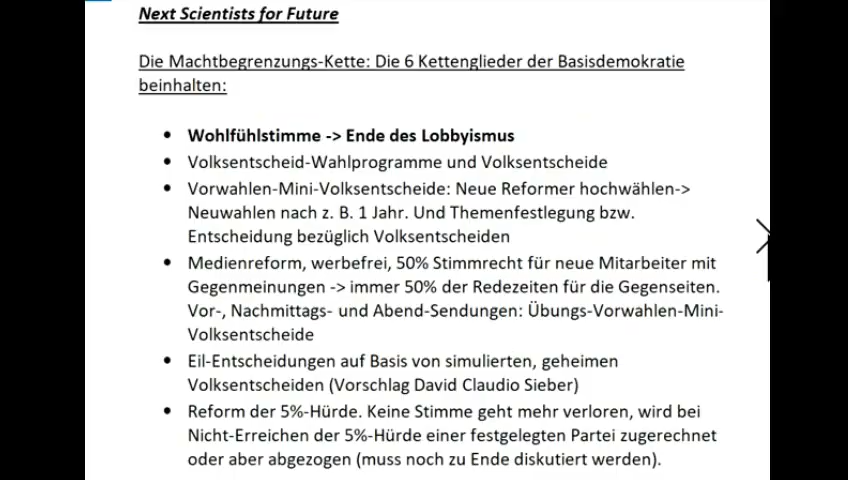 Next Scientists for Future
Die Machtbegrenzungs-Kette: Die 6 Kettenglieder der Basisdemokratie
beinhalten:
• Wohlfühlstimme -> Ende des Lobbyismus
• Volksentscheid-Wahlprogramme und Volksentscheide
• Vorwahlen-Mini-Volksentscheide: Neue Reformer hochwählen->
Neuwahlen nach z. B. 1 Jahr. Und Themenfestlegung bzw.
Entscheidung bezüglich Volksentscheiden
• Medienreform, werbefrei, 50% Stimmrecht für neue Mitarbeiter mit
Gegenmeinungen -> immer 50% der Redezeiten für die Gegenseiten.
Vor-, Nachmittags- und Abend-Sendungen: Übungs-Vorwahlen-Mini-
Volksentscheide
• Eil-Entscheidungen auf Basis von simulierten, geheimen
Volksentscheiden (Vorschlag David Claudio Sieber)
• Reform der 5%-Hürde. Keine Stimme geht mehr verloren, wird bei
Nicht-Erreichen der 5%-Hürde einer festgelegten Partei zugerechnet
oder aber abgezogen (muss noch zu Ende diskutiert werden).